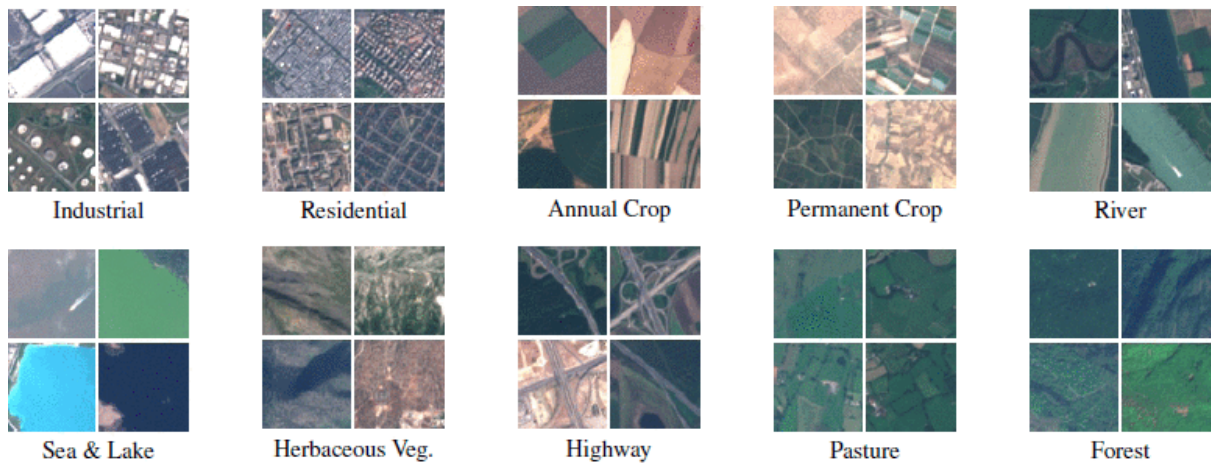 Industrial
Residential
Annual Crop
Permanent Crop
River
Sea & Lake
Herbaceous Veg.
Highway
Pasture
Forest